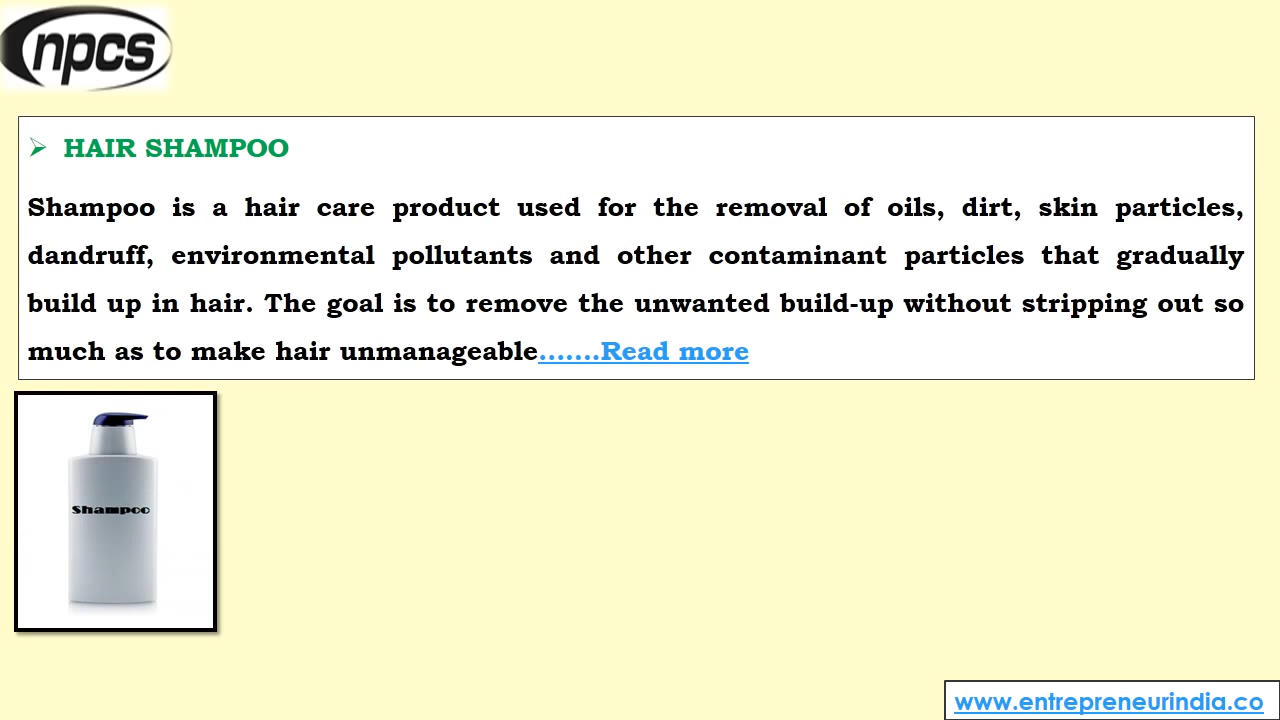 npcs
➢ HAIR SHAMPOO
Shampoo is a hair care product used for the removal of oils, dirt, skin particles,
dandruff, environmental pollutants and other contaminant particles that gradually
build up in hair. The goal is to remove the unwanted build-up without stripping out so
much as to make hair unmanageable.......Read more
Shampoo
www.entrepreneurindia.co